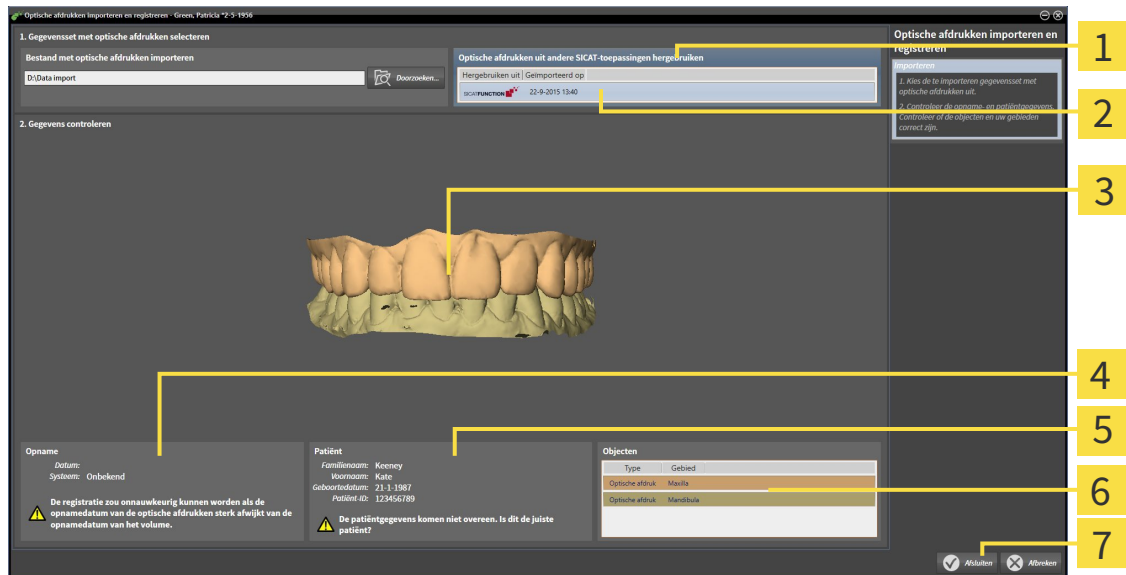 Optische afdrukken importeren en registreren - Green, Patricia *2-5-1956
1. Gegevensset met optische afdrukken selecteren
Bestand met optische afdrukken importeren
D:\Data import
Doorzoeken...
Optische afdrukken uit andere SICAT-toepassingen hergebruiken
Hergebruiken uit Geïmporteerd op
SICAT FUNCTION 22-9-2015 13:40
Optische afdrukken importeren en
registreren
Importeren
1. Kies de te importeren gegevensset met
optische afdrukken uit.
2. Controleer de opname- en patiëntgegevens.
Controleer of de objecten en uw gebieden
correct zijn.
2. Gegevens controleren
Opname
Datum:
Systeem: Onbekend
De registratie zou onnauwkeurig kunnen worden als de
opnamedatum van de optische afdrukken sterk afwijkt van de
opnamedatum van het volume.
Patiënt
Familienaam: Keeney
Voornaam: Kate
Geboortedatum: 21-1-1987
Patiënt-ID: 123456789
De patiëntgegevens komen niet overeen. Is dit de juiste
patiënt?
Objecten
Type Gebied
Optische afdruk Maxilla
Optische afdruk Mandibula
Afsluiten
Afbreken
1
2
3
4
5
6
7